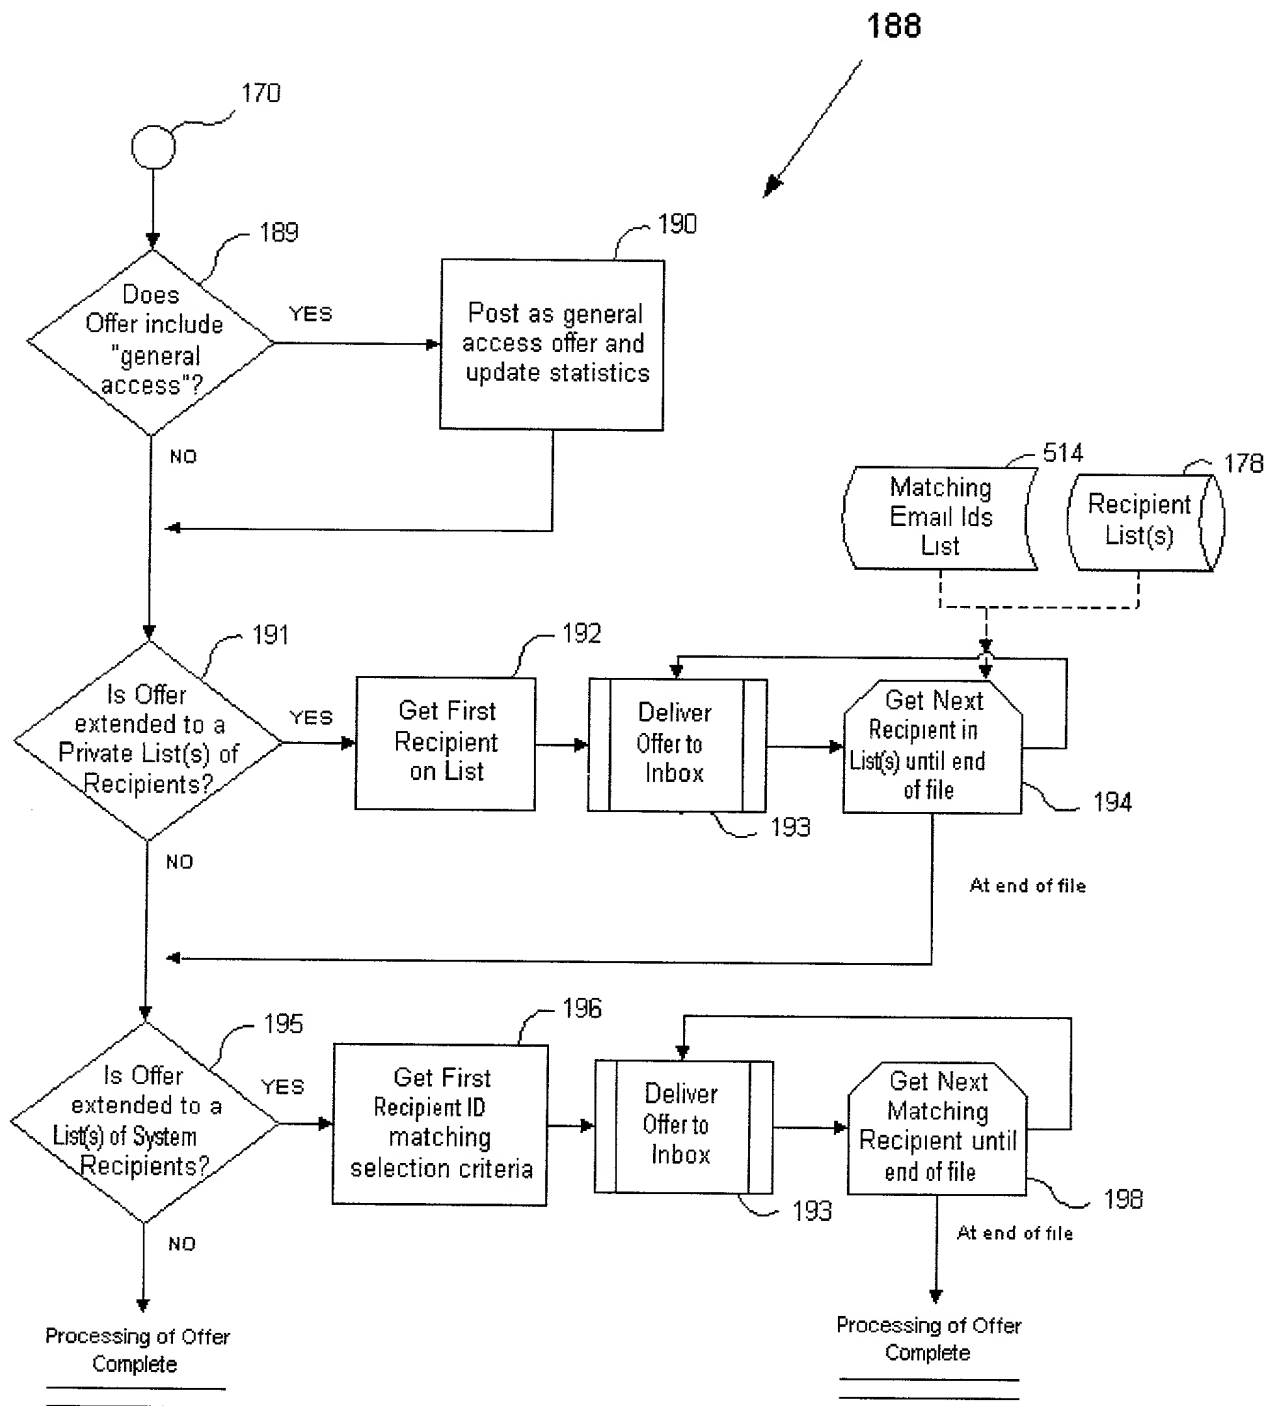 188
170
189
190
Does
Offer include
"general
access"?
YES
Post as general
access offer and
update statistics
NO
514
178
Matching
Email Ids
List
Recipient
List(s)
191
192
Is Offer
extended to a
Private List(s) of
Recipients?
YES
Get First
Recipient
on List
Deliver
Offer to
Inbox
Get Next
Recipient in
List(s) until end
of file
193
194
NO
At end of file
195
196
Is Offer
extended to a
List(s) of System
Recipients?
YES
Get First
Recipient ID
matching
selection criteria
Deliver
Offer to
Inbox
Get Next
Matching
Recipient until
end of file
193
198
NO
At end of file
Processing of Offer
Complete
Processing of Offer
Complete